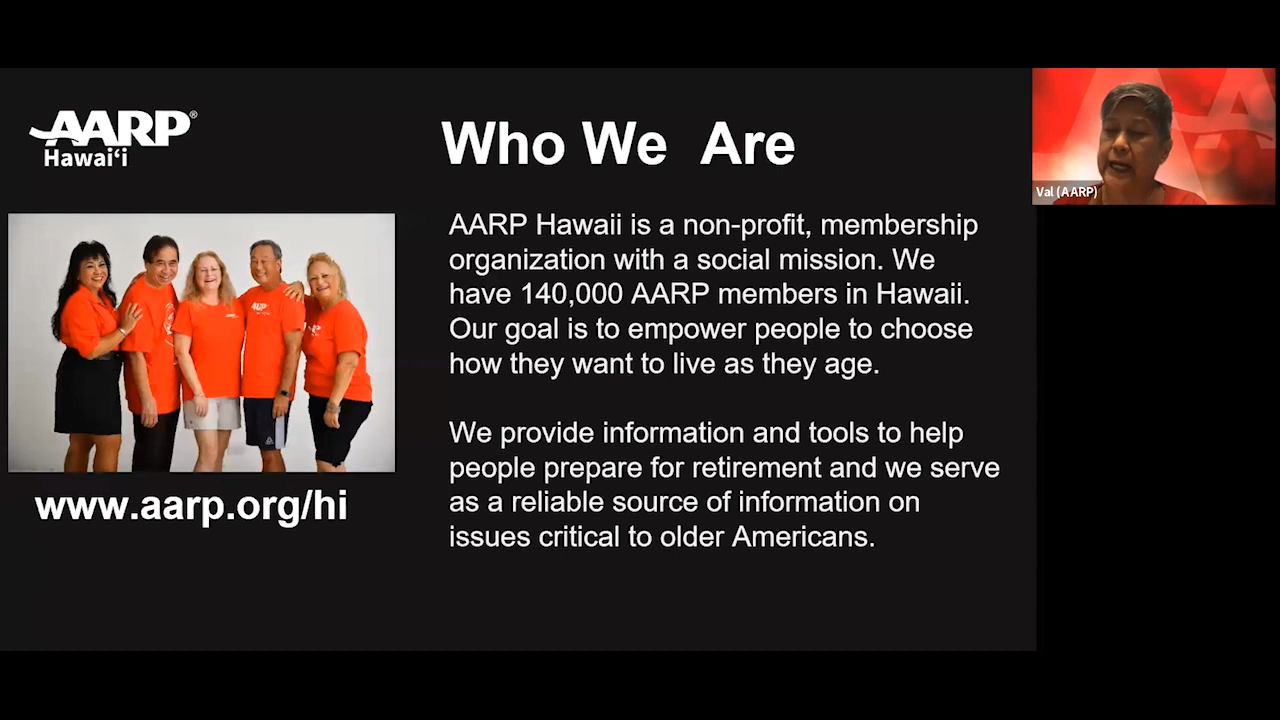 AARP®
Hawaiʻi
Who We Are
AARP Hawaii is a non-profit, membership
organization with a social mission. We
have 140,000 AARP members in Hawaii.
Our goal is to empower people to choose
how they want to live as they age.
We provide information and tools to help
people prepare for retirement and we serve
as a reliable source of information on
issues critical to older Americans.
www.aarp.org/hi
Val (AARP)